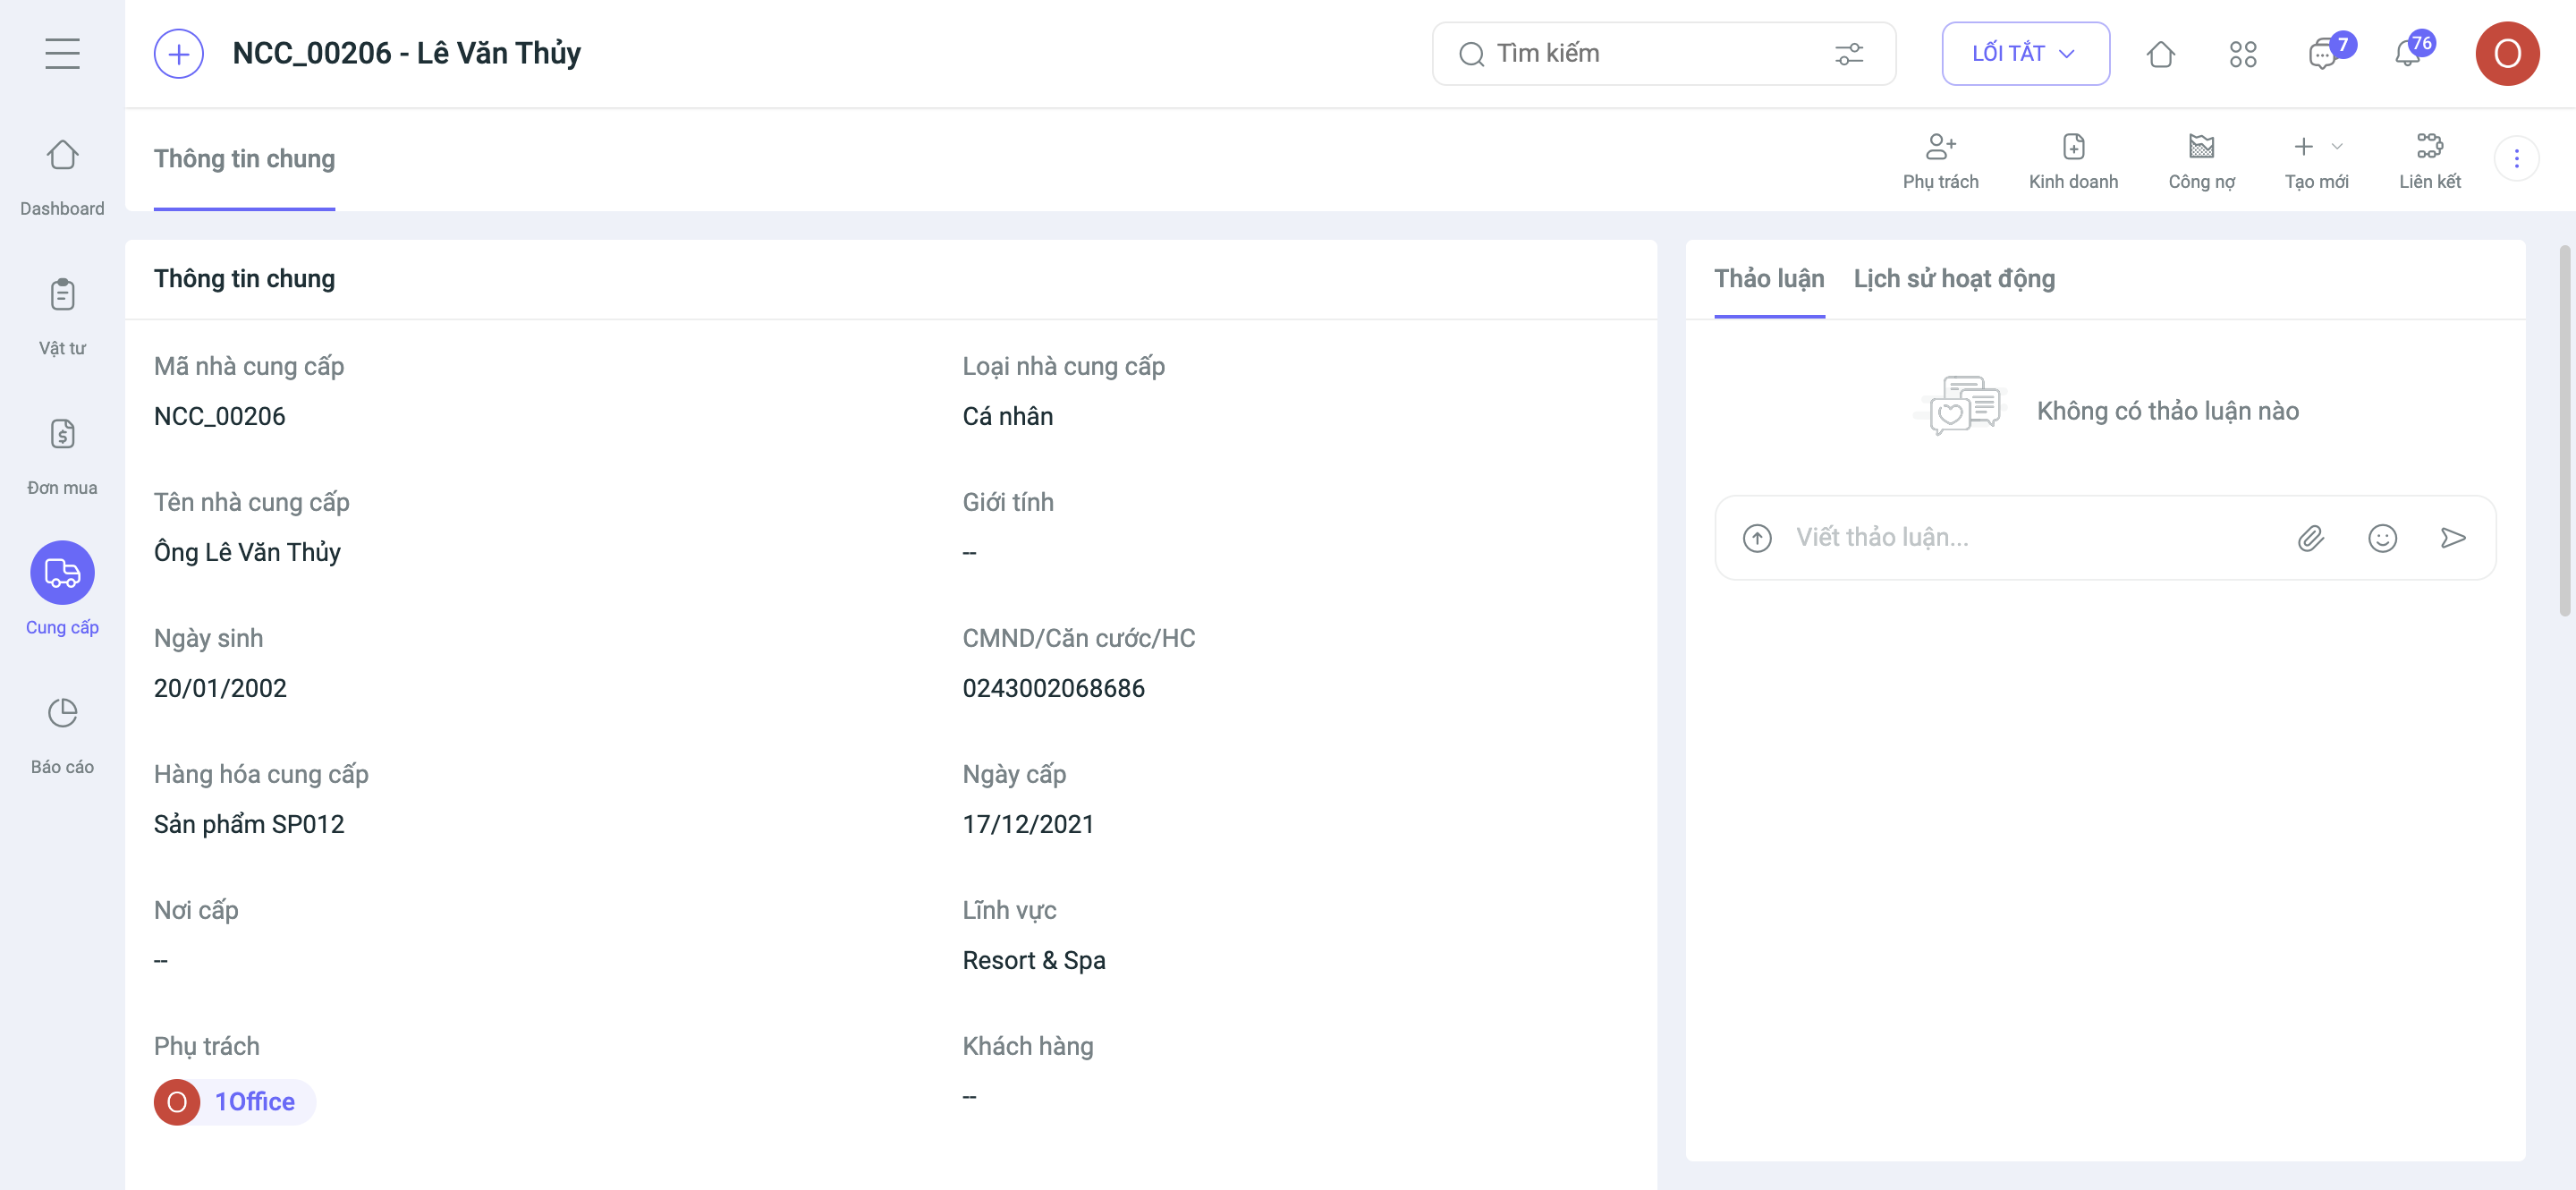 NCC_00206 - Lê Văn Thủy
Tìm kiếm
LỐI TẮT
7
76
O
Dashboard
Vật tư
Đơn mua
Cung cấp
Báo cáo
Thông tin chung
Phụ trách
Kinh doanh
Công nợ
Tạo mới
Liên kết
Thông tin chung
Mã nhà cung cấp
NCC_00206
Loại nhà cung cấp
Cá nhân
Tên nhà cung cấp
Ông Lê Văn Thủy
Giới tính
--
Ngày sinh
20/01/2002
CMND/Căn cước/HC
0243002068686
Hàng hóa cung cấp
Sản phẩm SP012
Ngày cấp
17/12/2021
Nơi cấp
--
Lĩnh vực
Resort & Spa
Phụ trách
O 1Office
Khách hàng
--
Thảo luận
Lịch sử hoạt động
Không có thảo luận nào
Viết thảo luận...